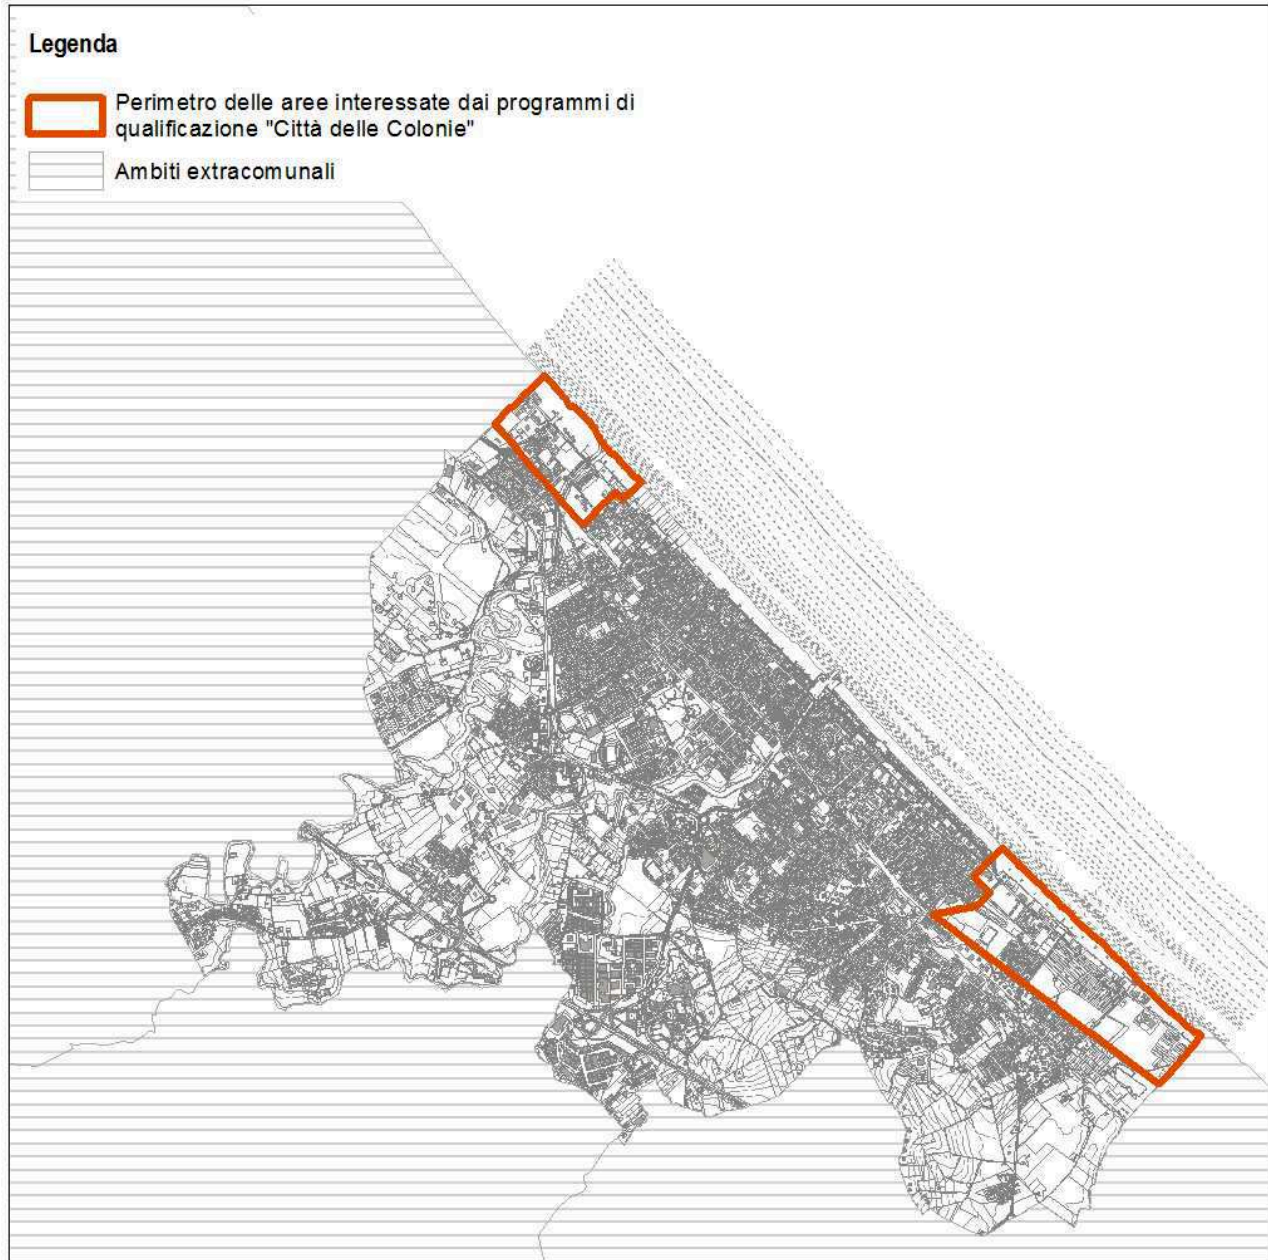 Legenda
Perimetro delle aree interessate dai programmi di
qualificazione "Città delle Colonie"
Ambiti extracomunali